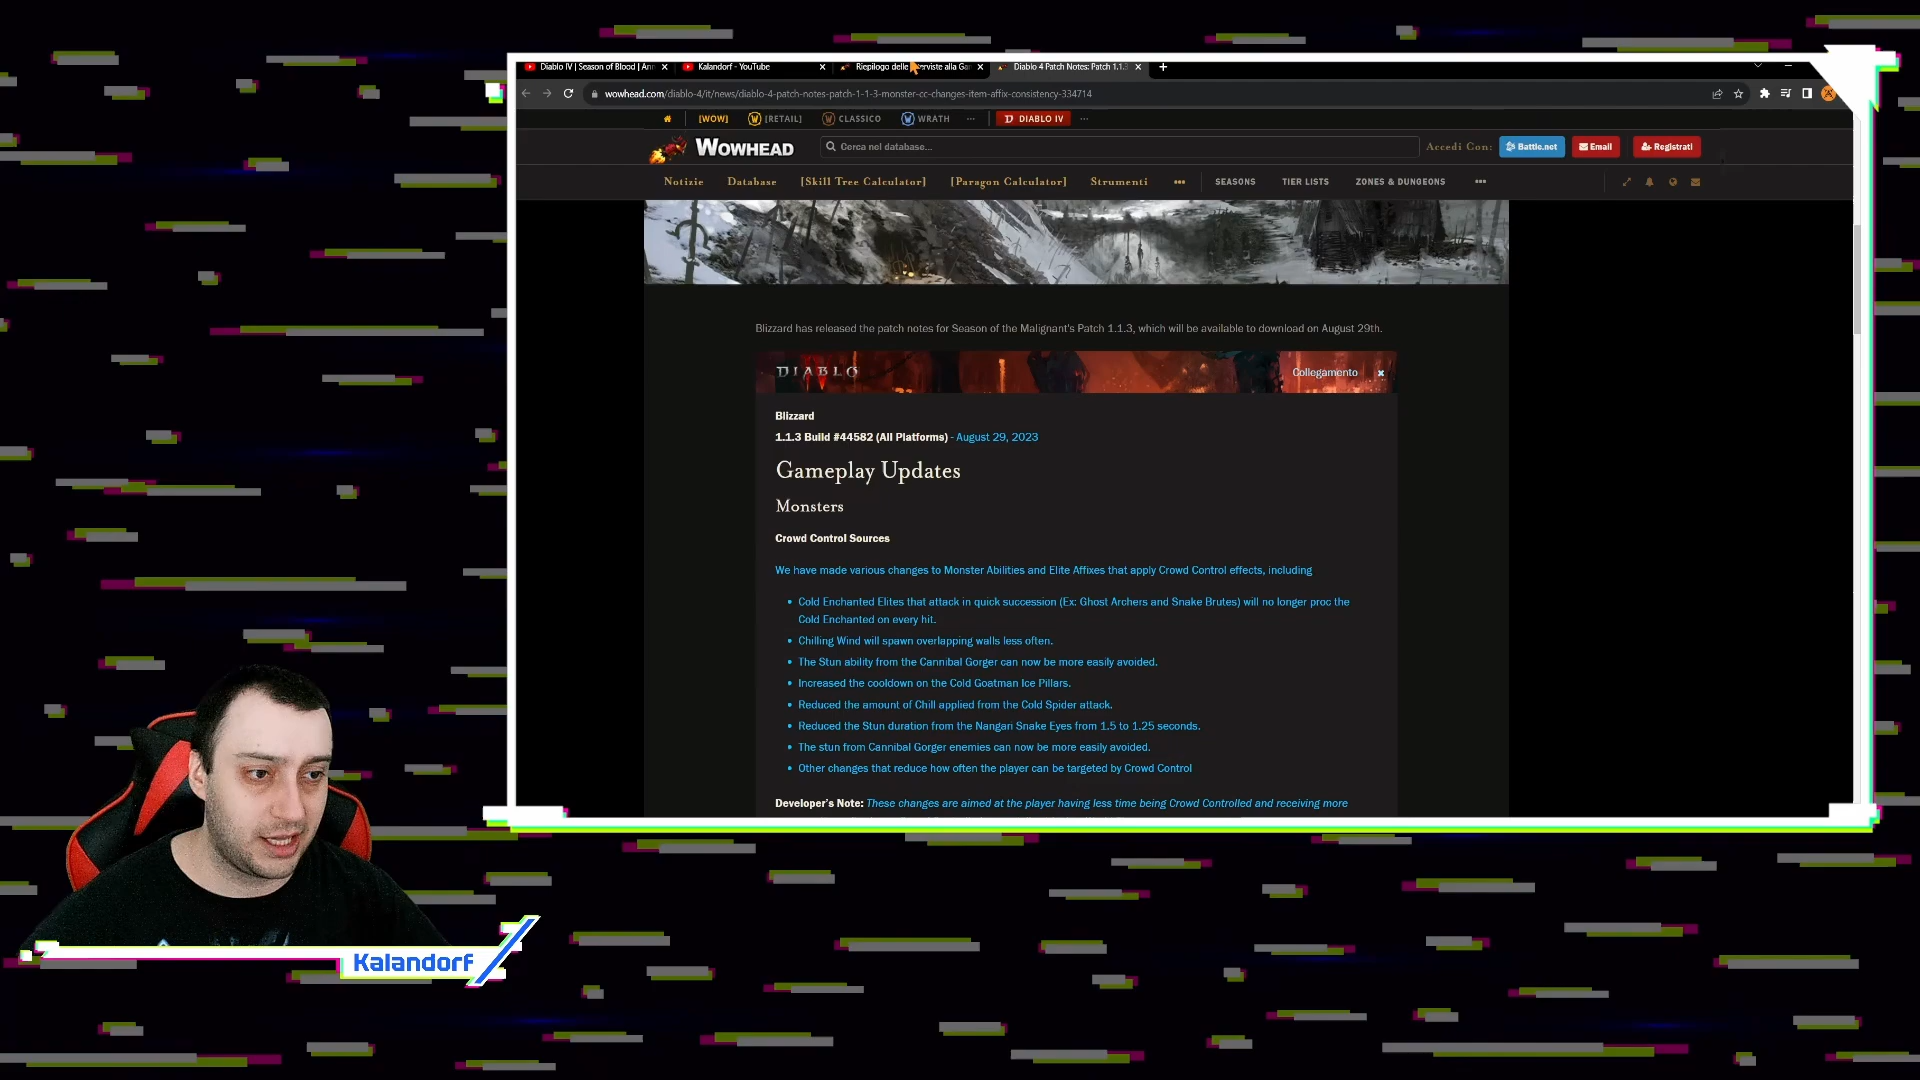 Diablo IV | Season of Blood | Ann
Kalandorf - YouTube
Riepilogo delle erviste alla Ga
Diablo 4 Patch Notes: Patch 1.1.3
wowhead.com/diablo-4/it/news/diablo-4-patch-notes-patch-1-1-3-monster-cc-changes-item-affix-consistency-334714
[WOW] [RETAIL] CLASSICO WRATH DIABLO IV
WOWHEAD Cerca nel database... Accedi Con: Battle.net Email Registrati
Notizie Database [Skill Tree Calculator] [Paragon Calculator] Strumenti SEASONS TIER LISTS ZONES & DUNGEONS
Blizzard has released the patch notes for Season of the Malignant's Patch 1.1.3, which will be available to download on August 29th.
DIABLO Collegamento
Blizzard
1.1.3 Build #44582 (All Platforms) - August 29, 2023
Gameplay Updates
Monsters
Crowd Control Sources
We have made various changes to Monster Abilities and Elite Affixes that apply Crowd Control effects, including
Cold Enchanted Elites that attack in quick succession (Ex: Ghost Archers and Snake Brutes) will no longer proc the
Cold Enchanted on every hit.
Chilling Wind will spawn overlapping walls less often.
The Stun ability from the Cannibal Gorger can now be more easily avoided.
Increased the cooldown on the Cold Goatman Ice Pillars.
Reduced the amount of Chill applied from the Cold Spider attack.
Reduced the Stun duration from the Nangari Snake Eyes from 1.5 to 1.25 seconds.
The stun from Cannibal Gorger enemies can now be more easily avoided.
Other changes that reduce how often the player can be targeted by Crowd Control
Developer's Note: These changes are aimed at the player having less time being Crowd Controlled and receiving more
Kalandorf